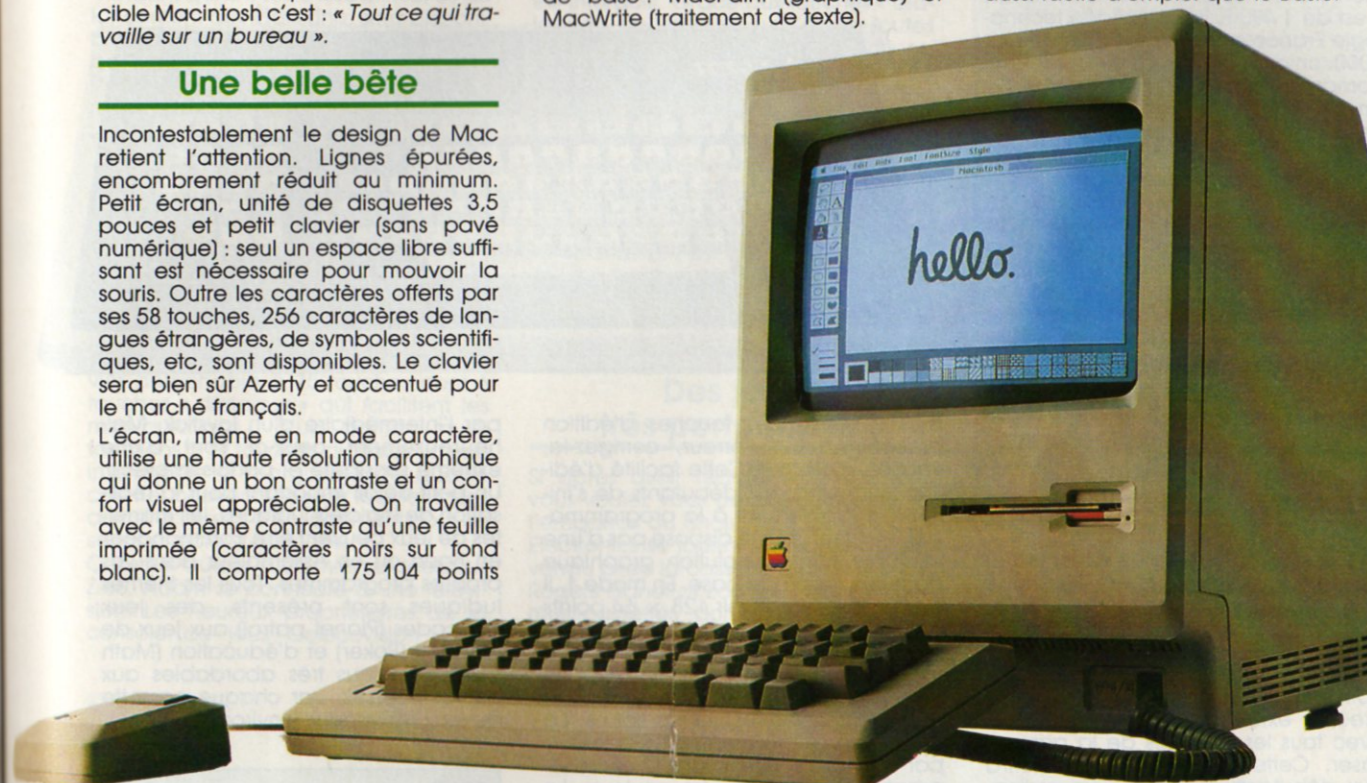 cible Macintosh c'est : « Tout ce qui tra-
vaille sur un bureau ».
Une belle bête
Incontestablement le design de Mac
retient l'attention. Lignes épurées,
encombrement réduit au minimum.
Petit écran, unité de disquettes 3,5
pouces et petit clavier (sans pavé
numérique) : seul un espace libre suffi-
sant est nécessaire pour mouvoir la
souris. Outre les caractères offerts par
ses 58 touches, 256 caractères de lan-
gues étrangères, de symboles scientifi-
ques, etc, sont disponibles. Le clavier
sera bien sûr Azerty et accentué pour
le marché français.
L'écran, même en mode caractère,
utilise une haute résolution graphique
qui donne un bon contraste et un con-
fort visuel appréciable. On travaille
avec le même contraste qu'une feuille
imprimée (caractères noirs sur fond
blanc). Il comporte 175 104 points
MacWrite (traitement de texte).
File Edit Aids Font FontSize Style
Macintosh
hello.